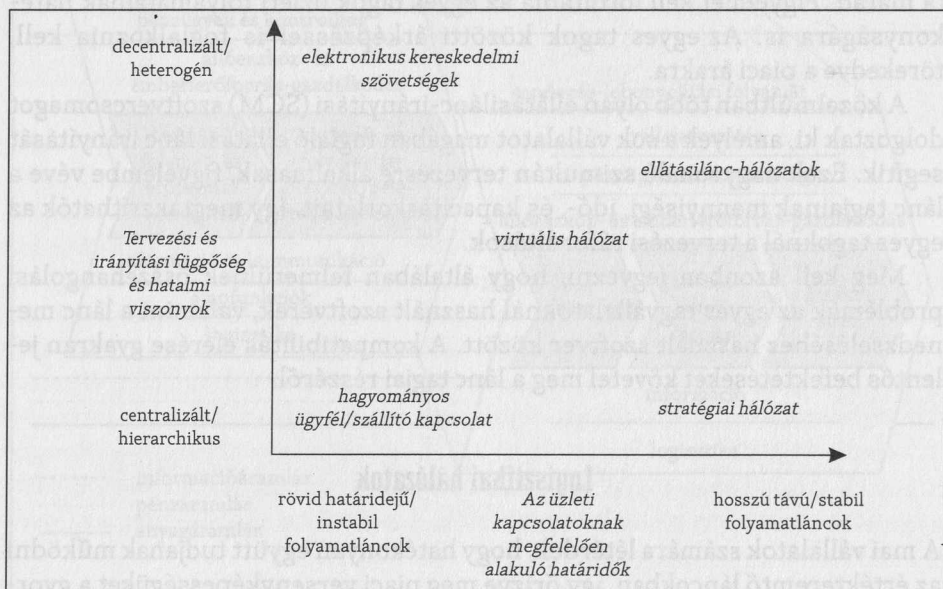 decentralizált/
heterogén
elektronikus kereskedelmi
szövetségek
ellátásilánc-hálózatok
Tervezési és
irányítási függőség
és hatalmi
viszonyok
virtuális hálózat
centralizált/
hierarchikus
hagyományos
ügyfél/szállító kapcsolat
stratégiai hálózat
rövid határidejű/
instabil
folyamatláncok
Az üzleti
kapcsolatoknak
megfelelően
alakuló határidők
hosszú távú/stabil
folyamatláncok